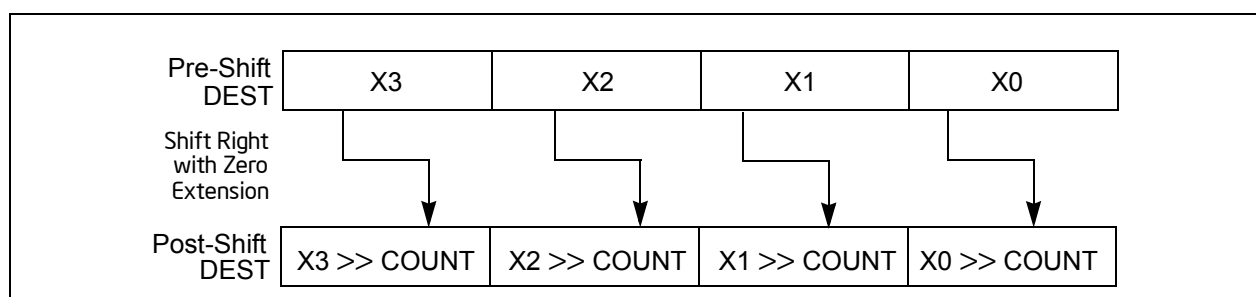 Pre-Shift
DEST
X3 X2 X1 X0
Shift Right
with Zero
Extension
Post-Shift
DEST
X3 >> COUNT X2 >> COUNT X1 >> COUNT X0 >> COUNT